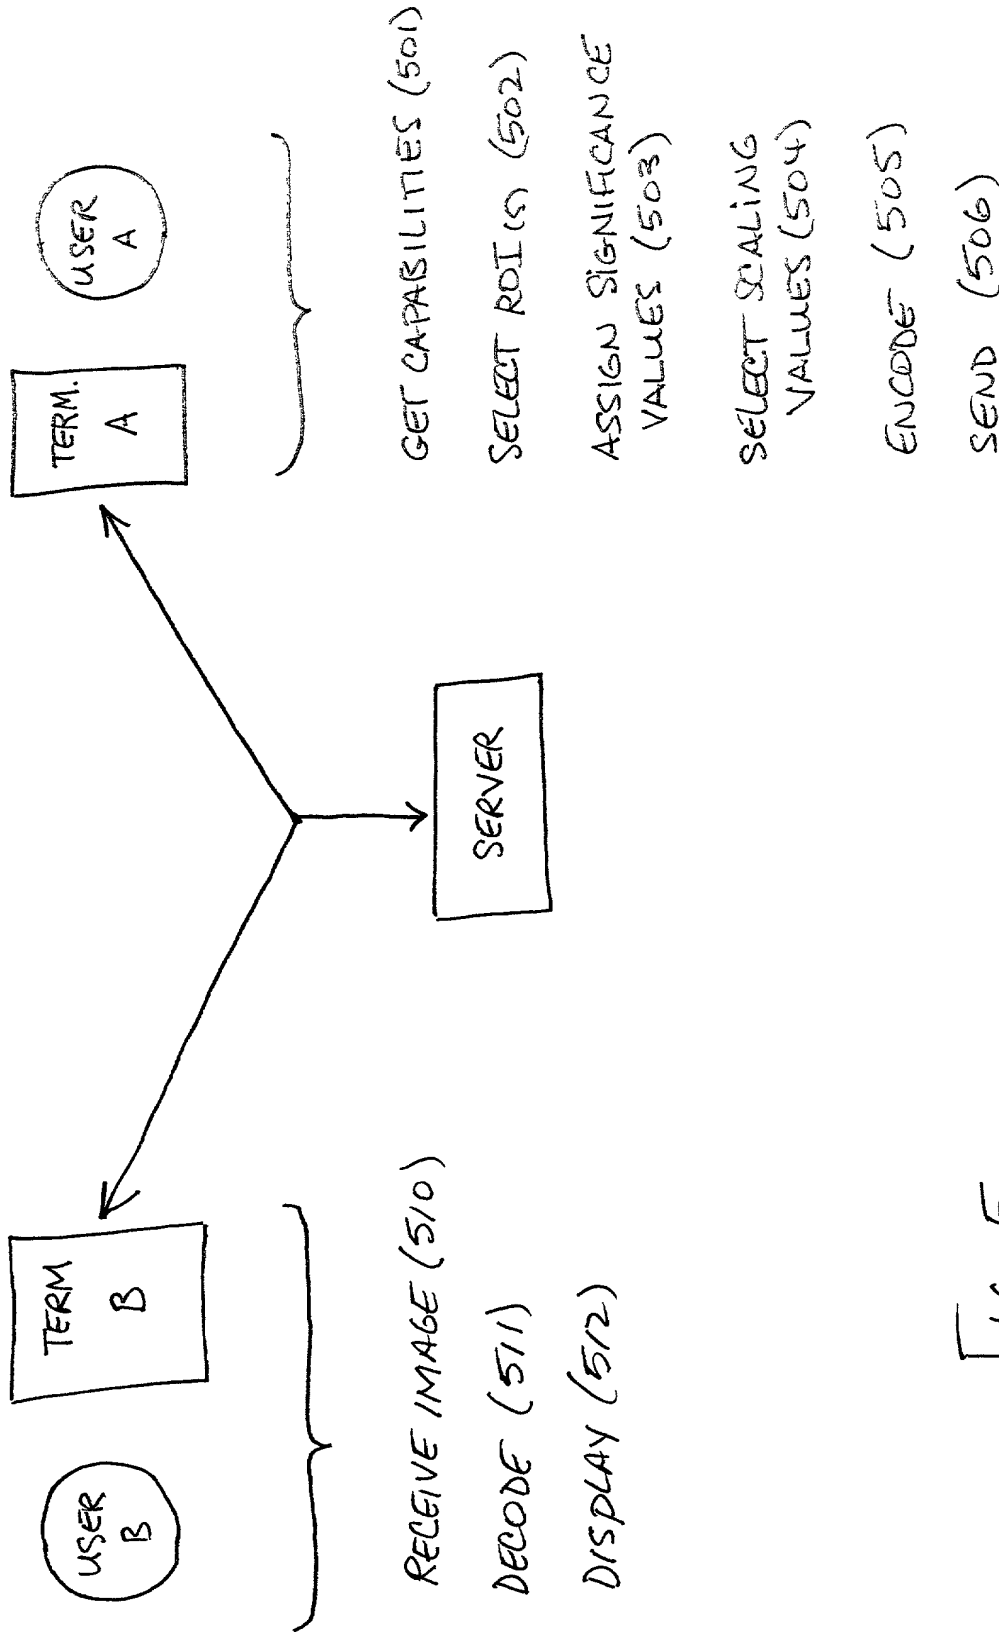 USER
B
TERM
B
TERM.
A
USER
A
SERVER
RECEIVE IMAGE (510)
DECODE (511)
DISPLAY (512)
GET CAPABILITIES (501)
SELECT ROI(S) (502)
ASSIGN SIGNIFICANCE
VALUES (503)
SELECT SCALING
VALUES (504)
ENCODE (505)
SEND (506)